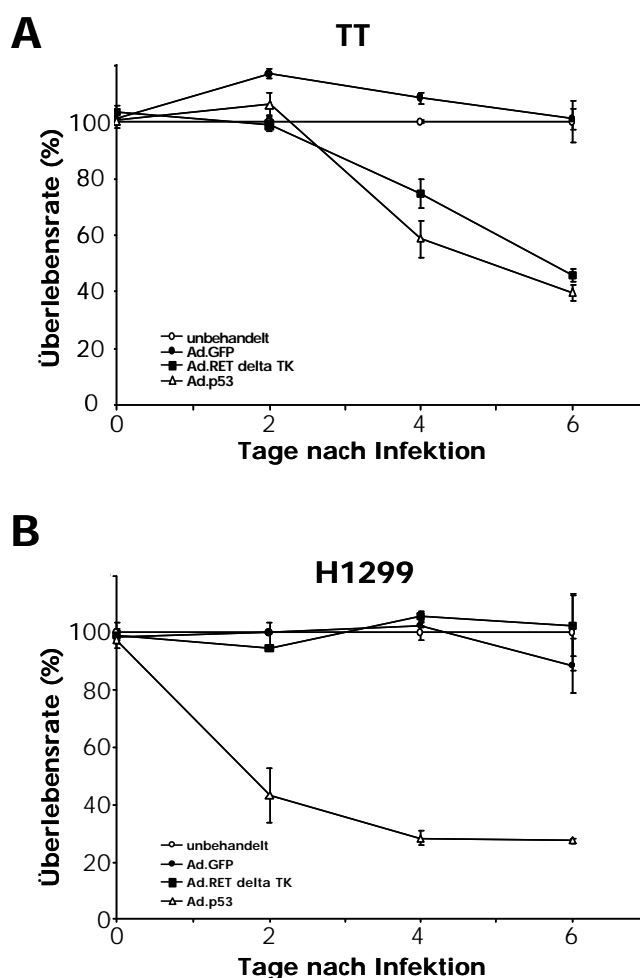 A
TT
Überlebensrate (%)
100
80
60
40
20
0
unbehandelt
Ad.GFP
Ad.RET delta TK
Ad.p53
0 2 4 6
Tage nach Infektion
B
H1299
Überlebensrate (%)
100
80
60
40
20
0
unbehandelt
Ad.GFP
Ad.RET delta TK
Ad.p53
0 2 4 6
Tage nach Infektion